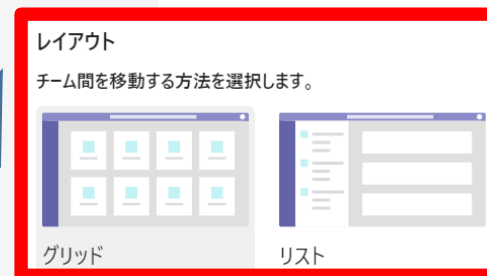 レイアウト
チーム間を移動する方法を選択します。
グリッド
リスト